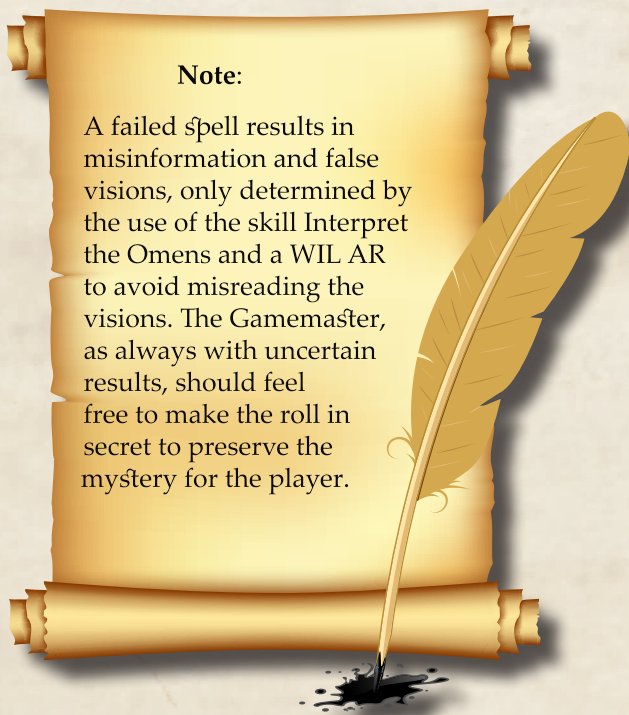 Note:
A failed spell results in
misinformation and false
visions, only determined by
the use of the skill Interpret
the Omens and a WIL AR
to avoid misreading the
visions. The Gamemaster,
as always with uncertain
results, should feel
free to make the roll in
secret to preserve the
mystery for the player.